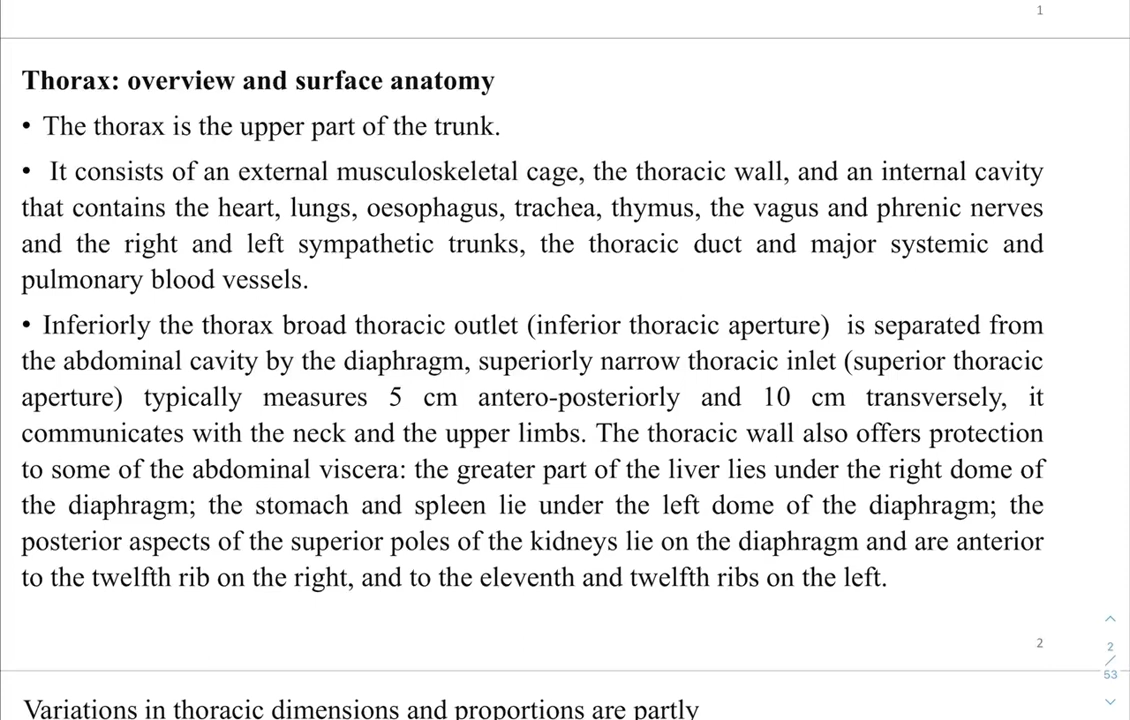 1
Thorax: overview and surface anatomy
• The thorax is the upper part of the trunk.
• It consists of an external musculoskeletal cage, the thoracic wall, and an internal cavity
that contains the heart, lungs, oesophagus, trachea, thymus, the vagus and phrenic nerves
and the right and left sympathetic trunks, the thoracic duct and major systemic and
pulmonary blood vessels.
• Inferiorly the thorax broad thoracic outlet (inferior thoracic aperture)  is separated from
the abdominal cavity by the diaphragm, superiorly narrow thoracic inlet (superior thoracic
aperture) typically measures 5 cm antero-posteriorly and 10 cm transversely, it
communicates with the neck and the upper limbs. The thoracic wall also offers protection
to some of the abdominal viscera: the greater part of the liver lies under the right dome of
the diaphragm; the stomach and spleen lie under the left dome of the diaphragm; the
posterior aspects of the superior poles of the kidneys lie on the diaphragm and are anterior
to the twelfth rib on the right, and to the eleventh and twelfth ribs on the left.
2
2
/
53
Variations in thoracic dimensions and proportions are partly